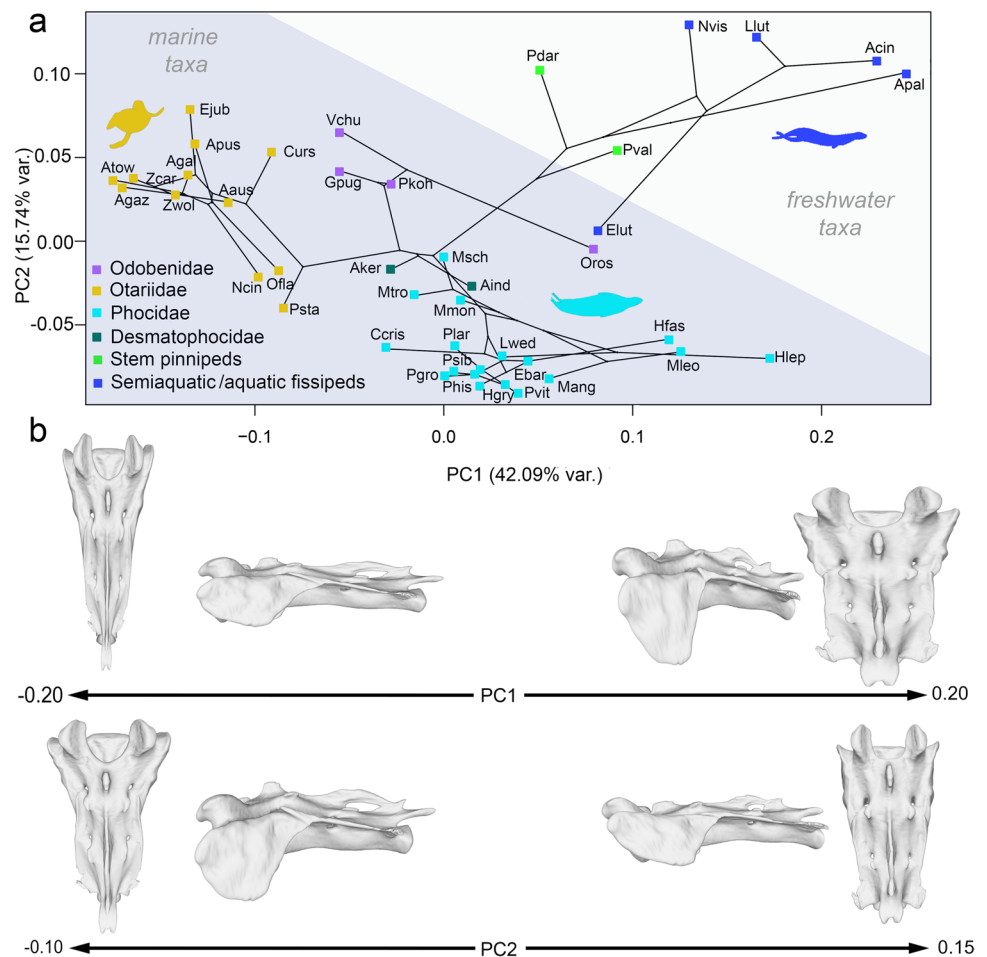 a
marine
taxa
Nvis
Llut
Acin
Apal
Pdar
0.10
Ejub
Vchu
Apus
Curs
Pval
0.05
Atow
Agal
Zcar
Gpug
Pkoh
Agaz
Zwol
Aaus
freshwater
taxa
Elut
0.00
Oros
Msch
Aker
Odobenidae
Ncin
Ofla
Aind
Otariidae
Mtro
Psta
Mmon
Phocidae
−0.05
Desmatophocidae
Ccris
Plar
Lwed
Hfas
Stem pinnipeds
Psib
Mleo
Hlep
Semiaquatic/aquatic fissipeds
Pgro
Phis
Ebar
Hgry
Pvit
Mang
PC2 (15.74% var.)
−0.1
0.0
0.1
0.2
PC1 (42.09% var.)
b
-0.20
PC1
0.20
-0.10
PC2
0.15